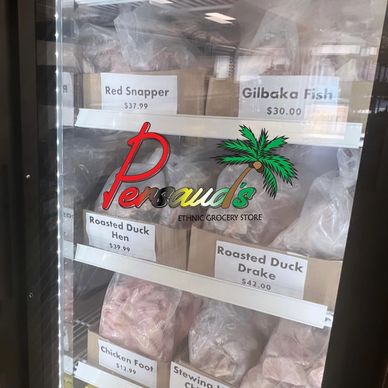 Red Snapper
$37.99
Gilbaka Fish
$30.00
Persaud's
ETHNIC GROCERY STORE
Roasted Duck
Hen
$39.99
Roasted Duck
Drake
$42.00
Chicken Foot
$12.99
Stewing